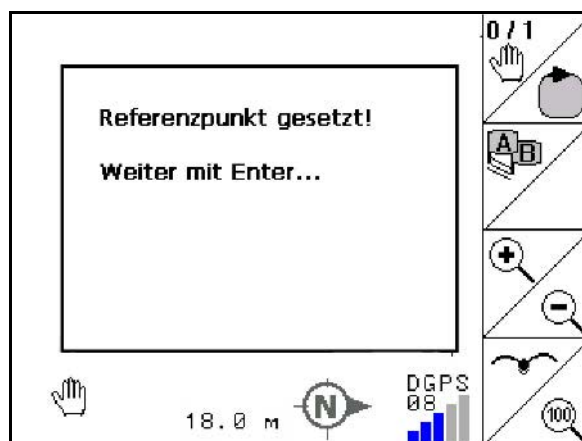 0/1
Referenzpunkt gesetzt!
Weiter mit Enter...
A B
18.0 м
N
DGPS
08
100